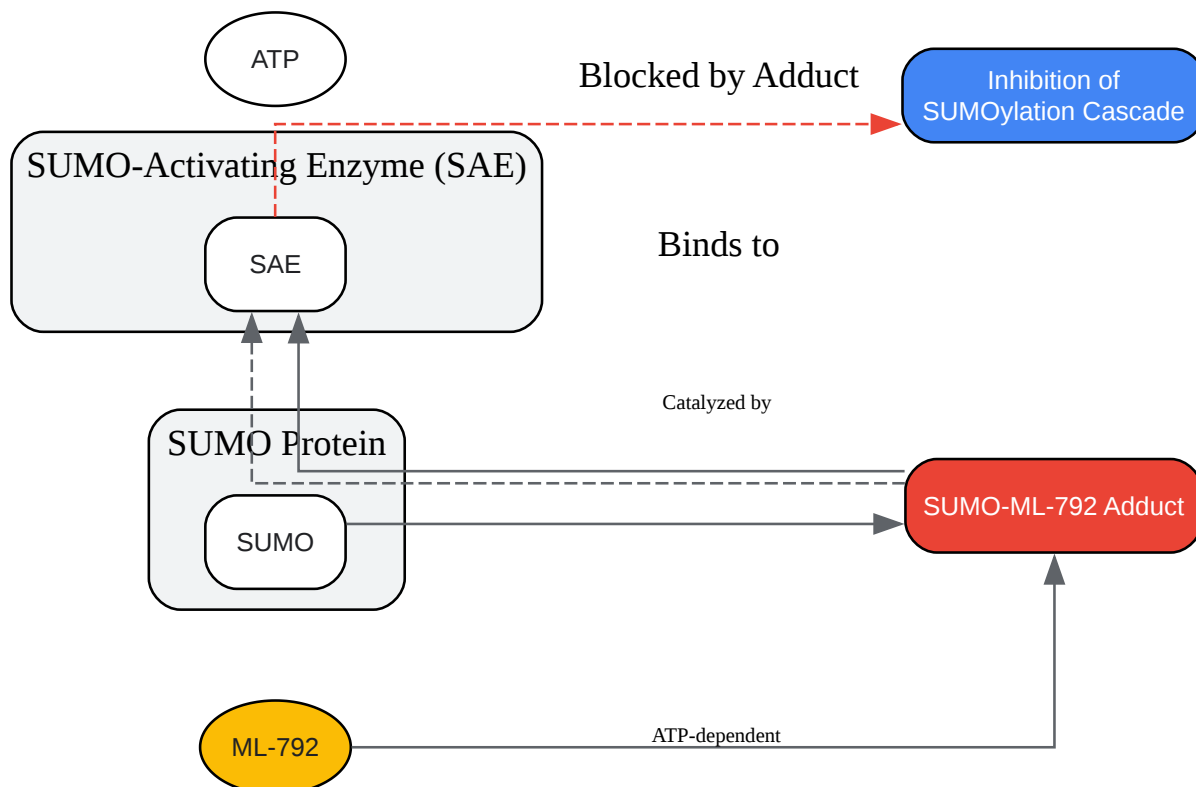 ATP
Blocked by Adduct
Inhibition of
SUMOylation Cascade
SUMO-Activating Enzyme (SAE)
SAE
Binds to
Catalyzed by
SUMO Protein
SUMO
SUMO-ML-792 Adduct
ML-792
ATP-dependent